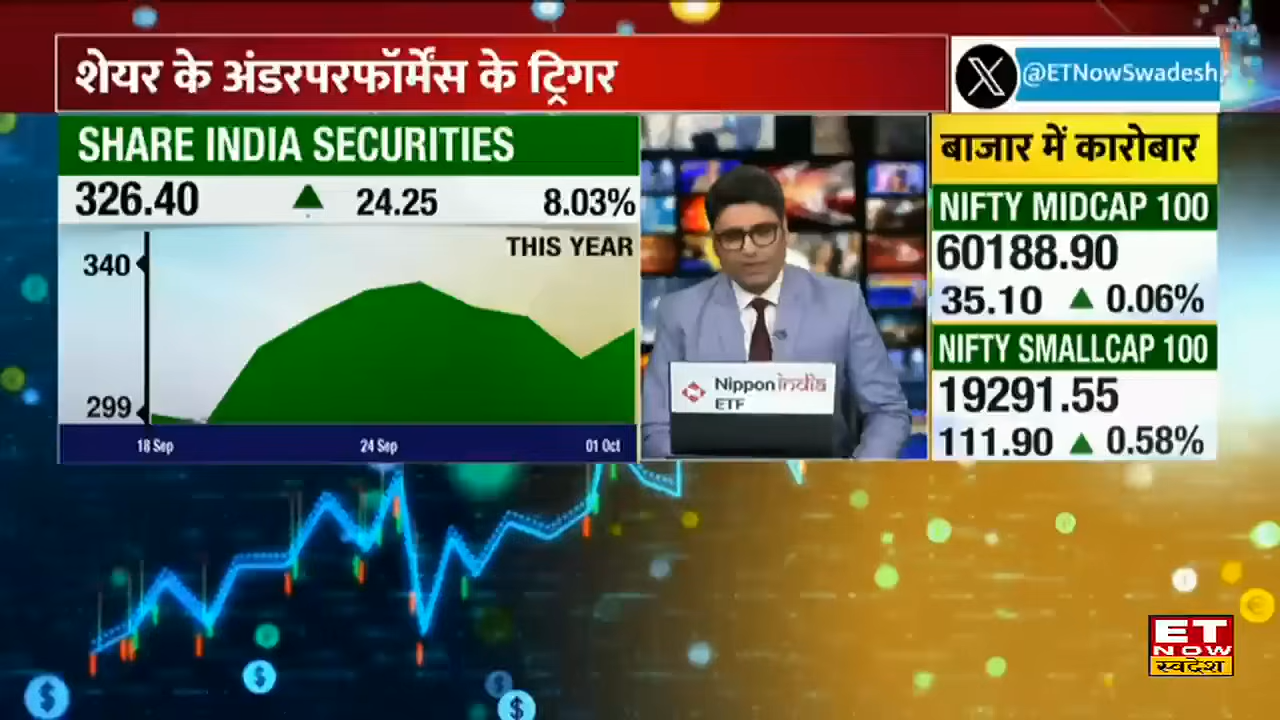 शेयर के अंडरपरफॉर्मेंस के ट्रिगर
@ETNowSwadesh
SHARE INDIA SECURITIES
326.40 ▲ 24.25 8.03%
THIS YEAR
340
299
18 Sep 24 Sep 01 Oct
Nippon india
ETF
बाजार में कारोबार
NIFTY MIDCAP 100
60188.90
35.10 ▲ 0.06%
NIFTY SMALLCAP 100
19291.55
111.90 ▲ 0.58%
ET
NOW
स्वदेश